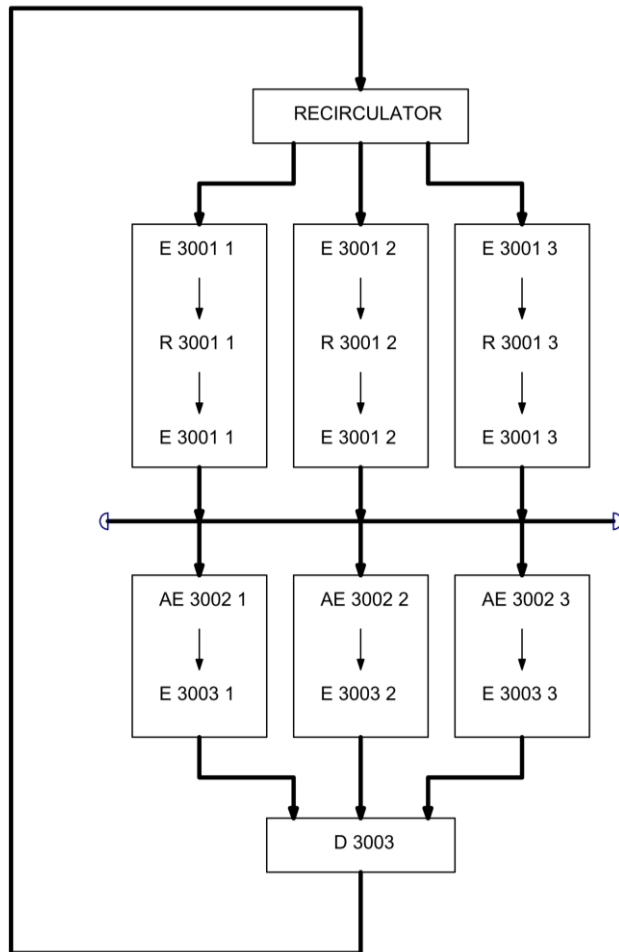 RECIRCULATOR
E 3001 1
E 3001 2
E 3001 3
R 3001 1
R 3001 2
R 3001 3
E 3001 1
E 3001 2
E 3001 3
AE 3002 1
AE 3002 2
AE 3002 3
E 3003 1
E 3003 2
E 3003 3
D 3003